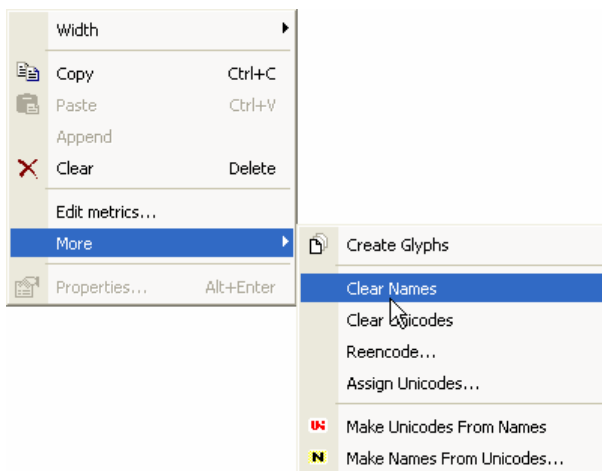 Width
Copy Ctrl+C
Paste Ctrl+V
Append
Clear Delete
Edit metrics...
More
Properties... Alt+Enter
Create Glyphs
Clear Names
Clear Unicodes
Reencode...
Assign Unicodes...
Make Unicodes From Names
N Make Names From Unicodes...